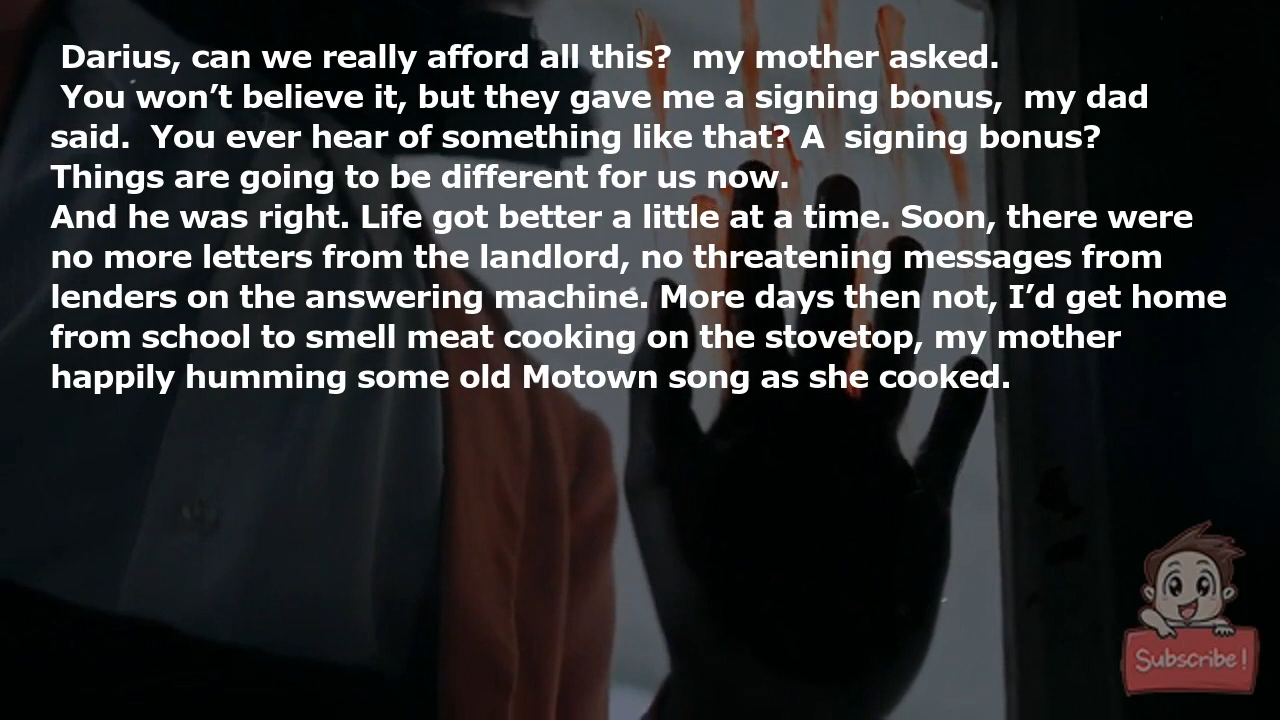 Darius, can we really afford all this?  my mother asked.
You won’t believe it, but they gave me a signing bonus,  my dad
said.  You ever hear of something like that? A  signing bonus?
Things are going to be different for us now.
And he was right. Life got better a little at a time. Soon, there were
no more letters from the landlord, no threatening messages from
lenders on the answering machine. More days then not, I’d get home
from school to smell meat cooking on the stovetop, my mother
happily humming some old Motown song as she cooked.
Subscribe!